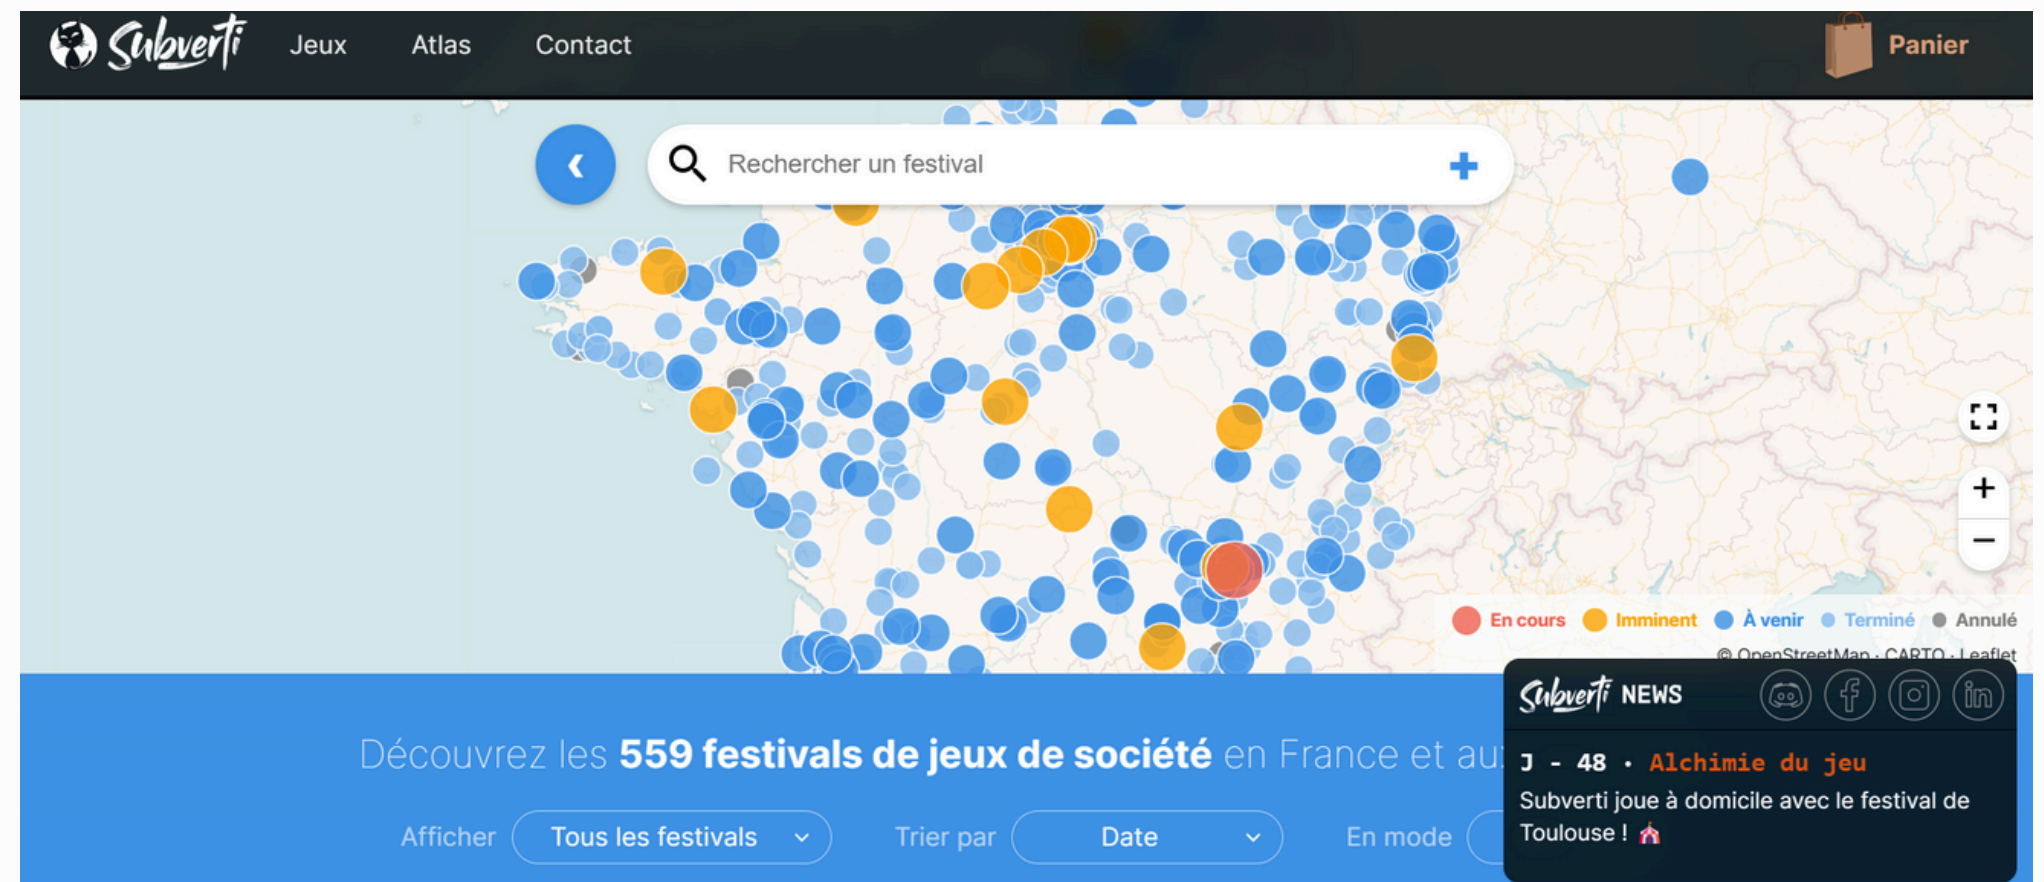 Subverti Jeux Atlas Contact Panier
Rechercher un festival
En cours Imminent À venir Terminé Annulé
© OpenStreetMap · CARTO · Leaflet
Découvrez les 559 festivals de jeux de société en France et au
Afficher Tous les festivals Trier par Date En mode
Subverti NEWS
J - 48 · Alchimie du jeu
Subverti joue à domicile avec le festival de
Toulouse !